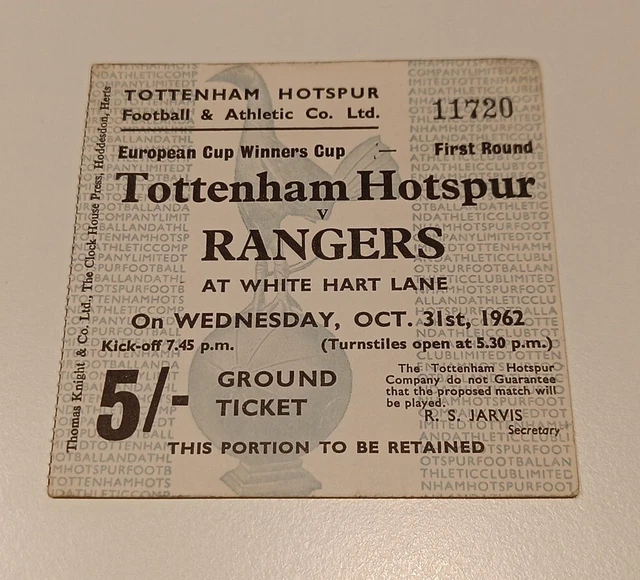 TOTTENHAM HOTSPUR
Football & Athletic Co. Ltd.
11720
European Cup Winners Cup — First Round
Tottenham Hotspur
v
RANGERS
AT WHITE HART LANE
On WEDNESDAY, OCT. 31st, 1962
Kick-off 7.45 p.m. (Turnstiles open at 5.30 p.m.)
5/- GROUND
TICKET
The Tottenham Hotspur
Company do not Guarantee
that the proposed match will
be played.
R. S. JARVIS
Secretary
THIS PORTION TO BE RETAINED
Thomas Knight & Co. Ltd., The Clock House Press, Hoddesdon, Herts